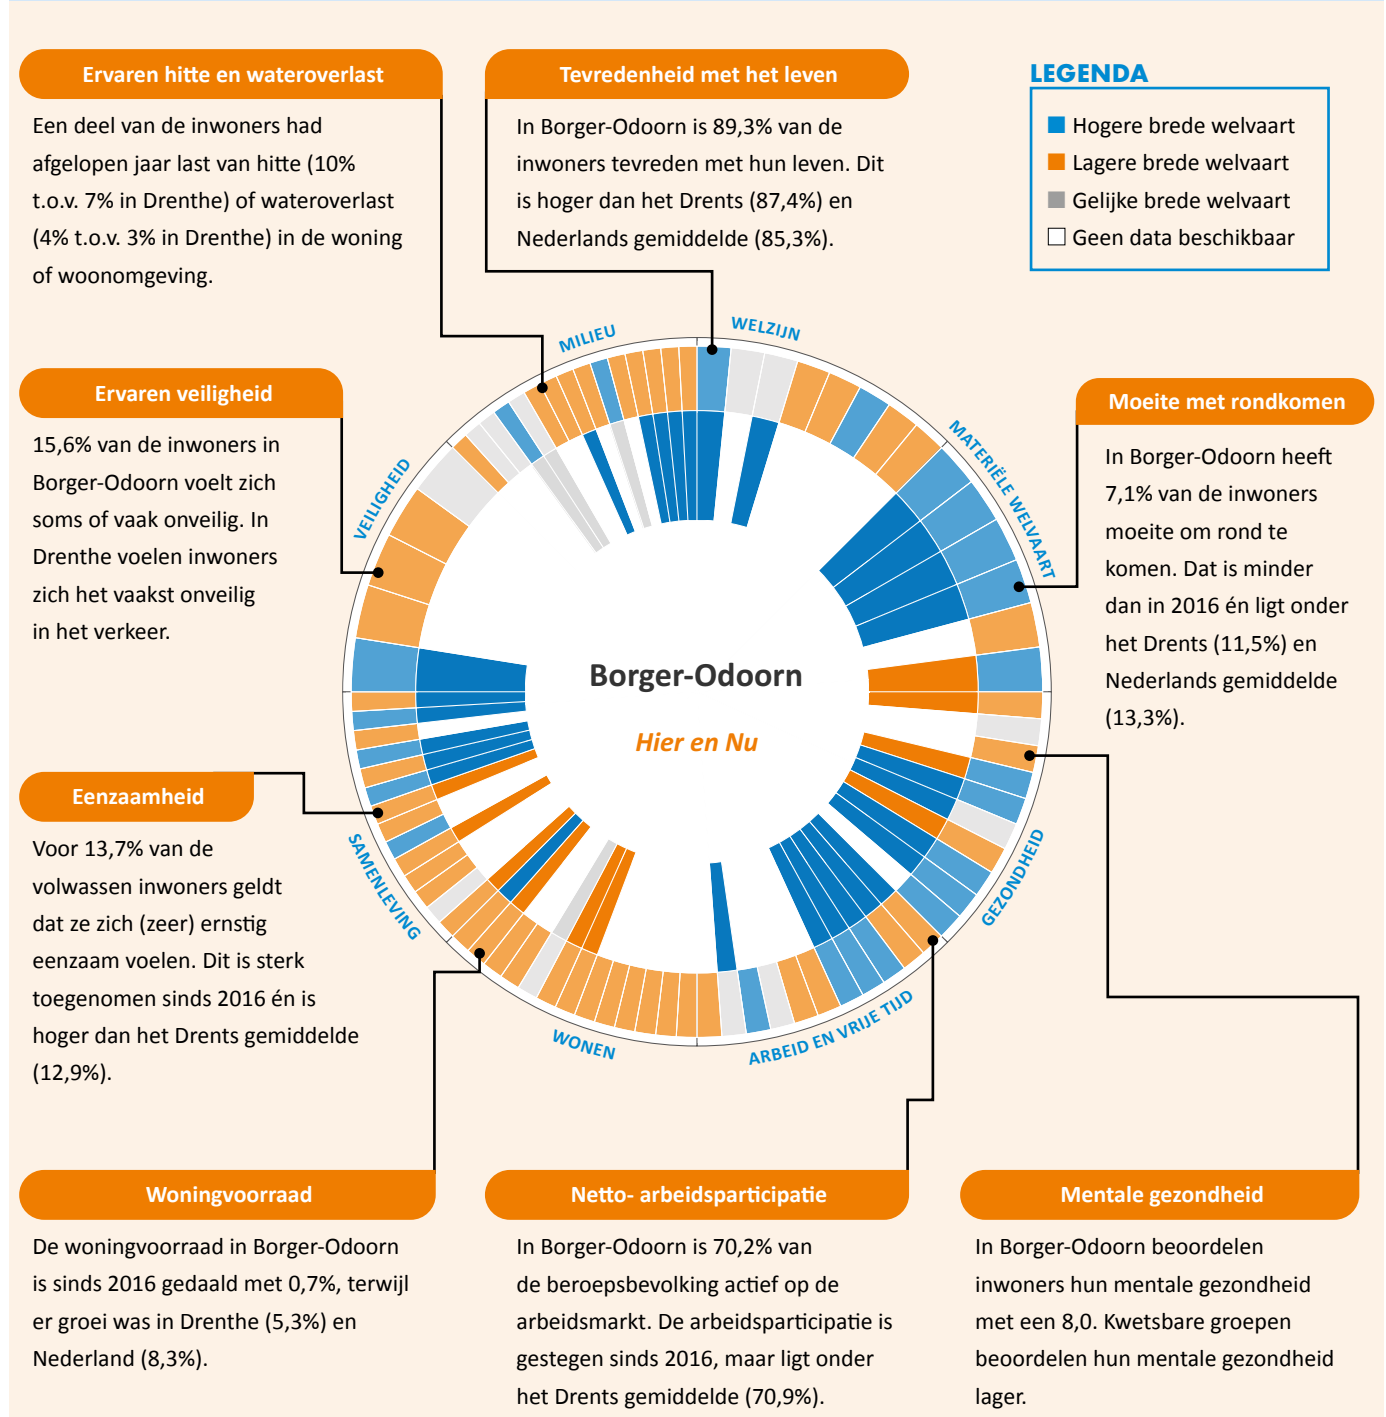 Ervaren hitte en wateroverlast
Een deel van de inwoners had
afgelopen jaar last van hitte (10%
t.o.v. 7% in Drenthe) of wateroverlast
(4% t.o.v. 3% in Drenthe) in de woning
of woonomgeving.
Tevredenheid met het leven
In Borger-Odoorn is 89,3% van de
inwoners tevreden met hun leven. Dit
is hoger dan het Drents (87,4%) en
Nederlands gemiddelde (85,3%).
LEGENDA
Hogere brede welvaart
Lagere brede welvaart
Gelijke brede welvaart
Geen data beschikbaar
Ervaren veiligheid
15,6% van de inwoners in
Borger-Odoorn voelt zich
soms of vaak onveilig. In
Drenthe voelen inwoners
zich het vaakst onveilig
in het verkeer.
MILIEU
WELZIJN
MATERIËLE WELVAART
GEZONDHEID
ARBEID EN VRIJE TIJD
WONEN
SAMENLEVING
VEILIGHEID
Borger-Odoorn
Hier en Nu
Moeite met rondkomen
In Borger-Odoorn heeft
7,1% van de inwoners
moeite om rond te
komen. Dat is minder
dan in 2016 én ligt onder
het Drents (11,5%) en
Nederlands gemiddelde
(13,3%).
Eenzaamheid
Voor 13,7% van de
volwassen inwoners geldt
dat ze zich (zeer) ernstig
eenzaam voelen. Dit is sterk
toegenomen sinds 2016 én is
hoger dan het Drents gemiddelde
(12,9%).
Woningvoorraad
De woningvoorraad in Borger-Odoorn
is sinds 2016 gedaald met 0,7%, terwijl
er groei was in Drenthe (5,3%) en
Nederland (8,3%).
Netto- arbeidsparticipatie
In Borger-Odoorn is 70,2% van
de beroepsbevolking actief op de
arbeidsmarkt. De arbeidsparticipatie is
gestegen sinds 2016, maar ligt onder
het Drents gemiddelde (70,9%).
Mentale gezondheid
In Borger-Odoorn beoordelen
inwoners hun mentale gezondheid
met een 8,0. Kwetsbare groepen
beoordelen hun mentale gezondheid
lager.